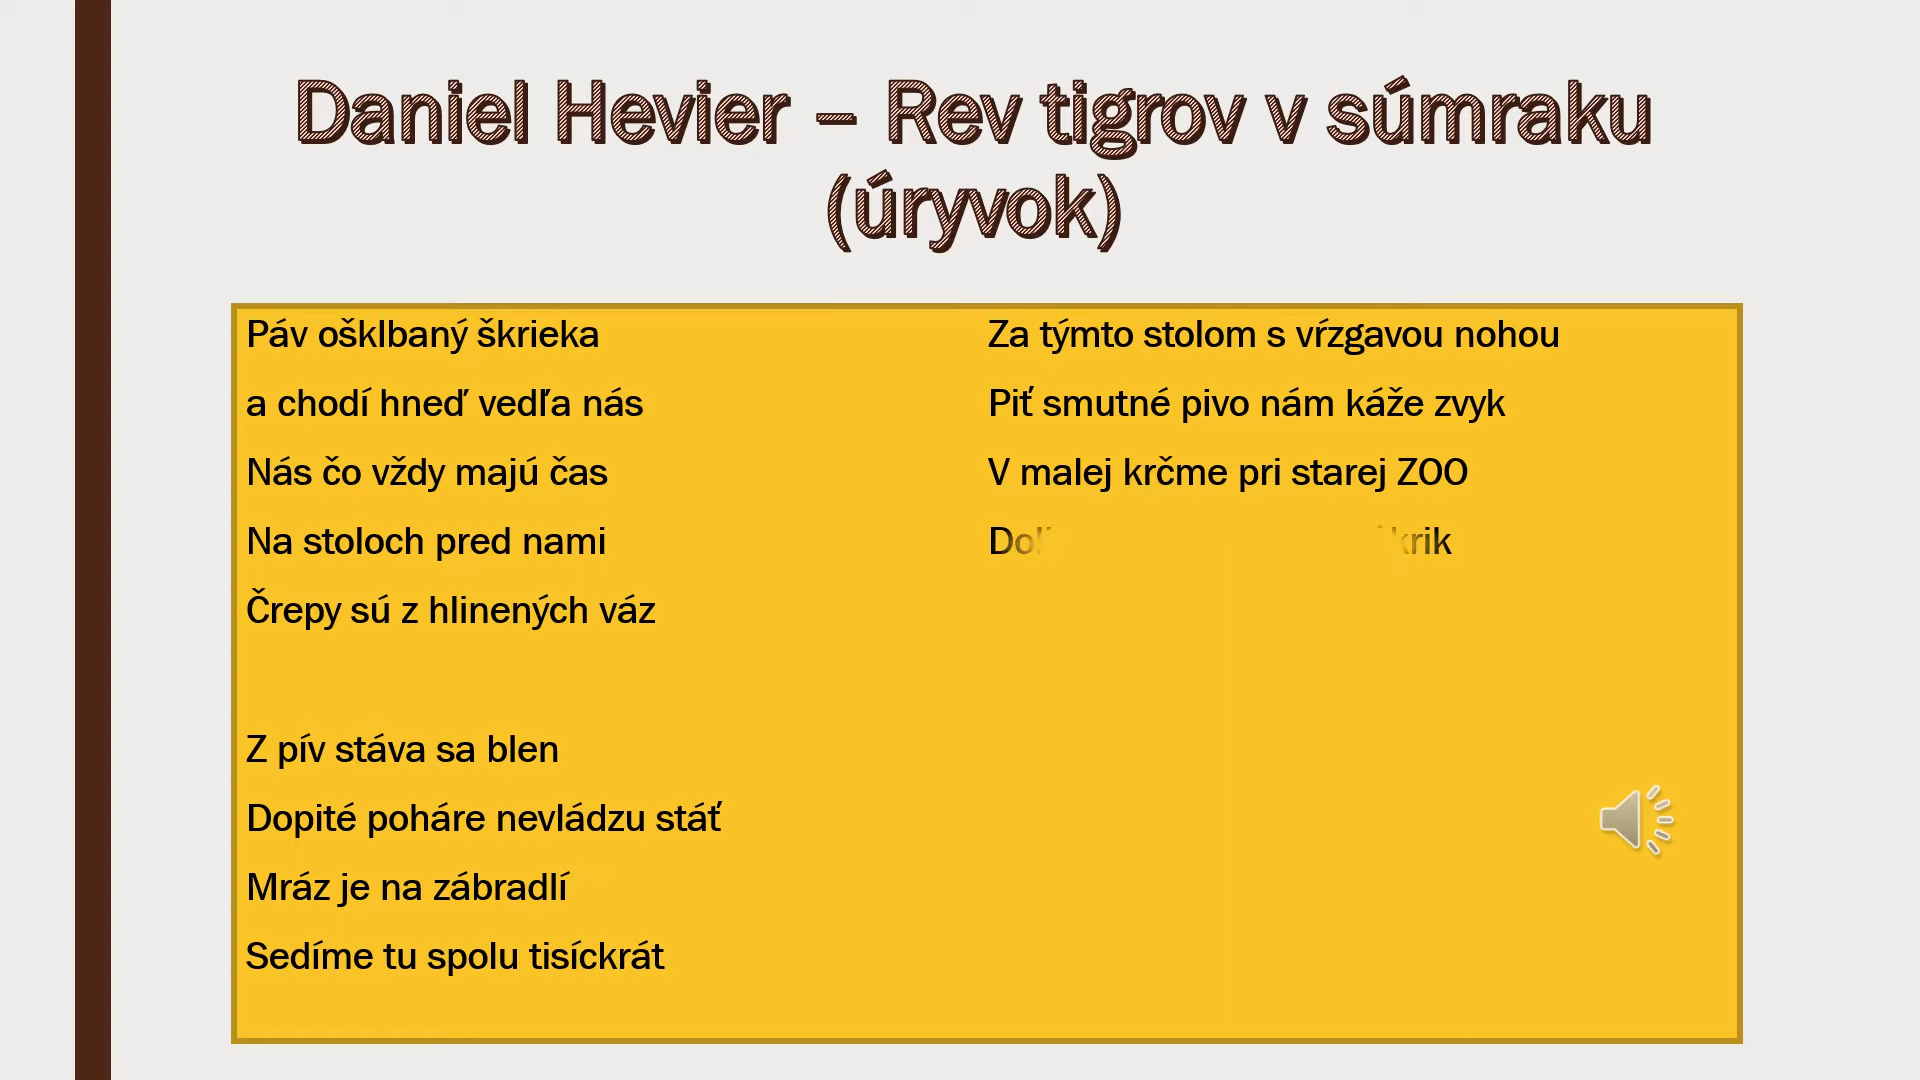 Daniel Hevier – Rev tigrov v súmraku
(úryvok)
Páv ošklbaný škrieka
a chodí hneď vedľa nás
Nás čo vždy majú čas
Na stoloch pred nami
Črepy sú z hlinených váz
Z pív stáva sa blen
Dopité poháre nevládzu stáť
Mráz je na zábradlí
Sedíme tu spolu tisíckrát
Za týmto stolom s vŕzgavou nohou
Piť smutné pivo nám káže zvyk
V malej krčme pri starej ZOO